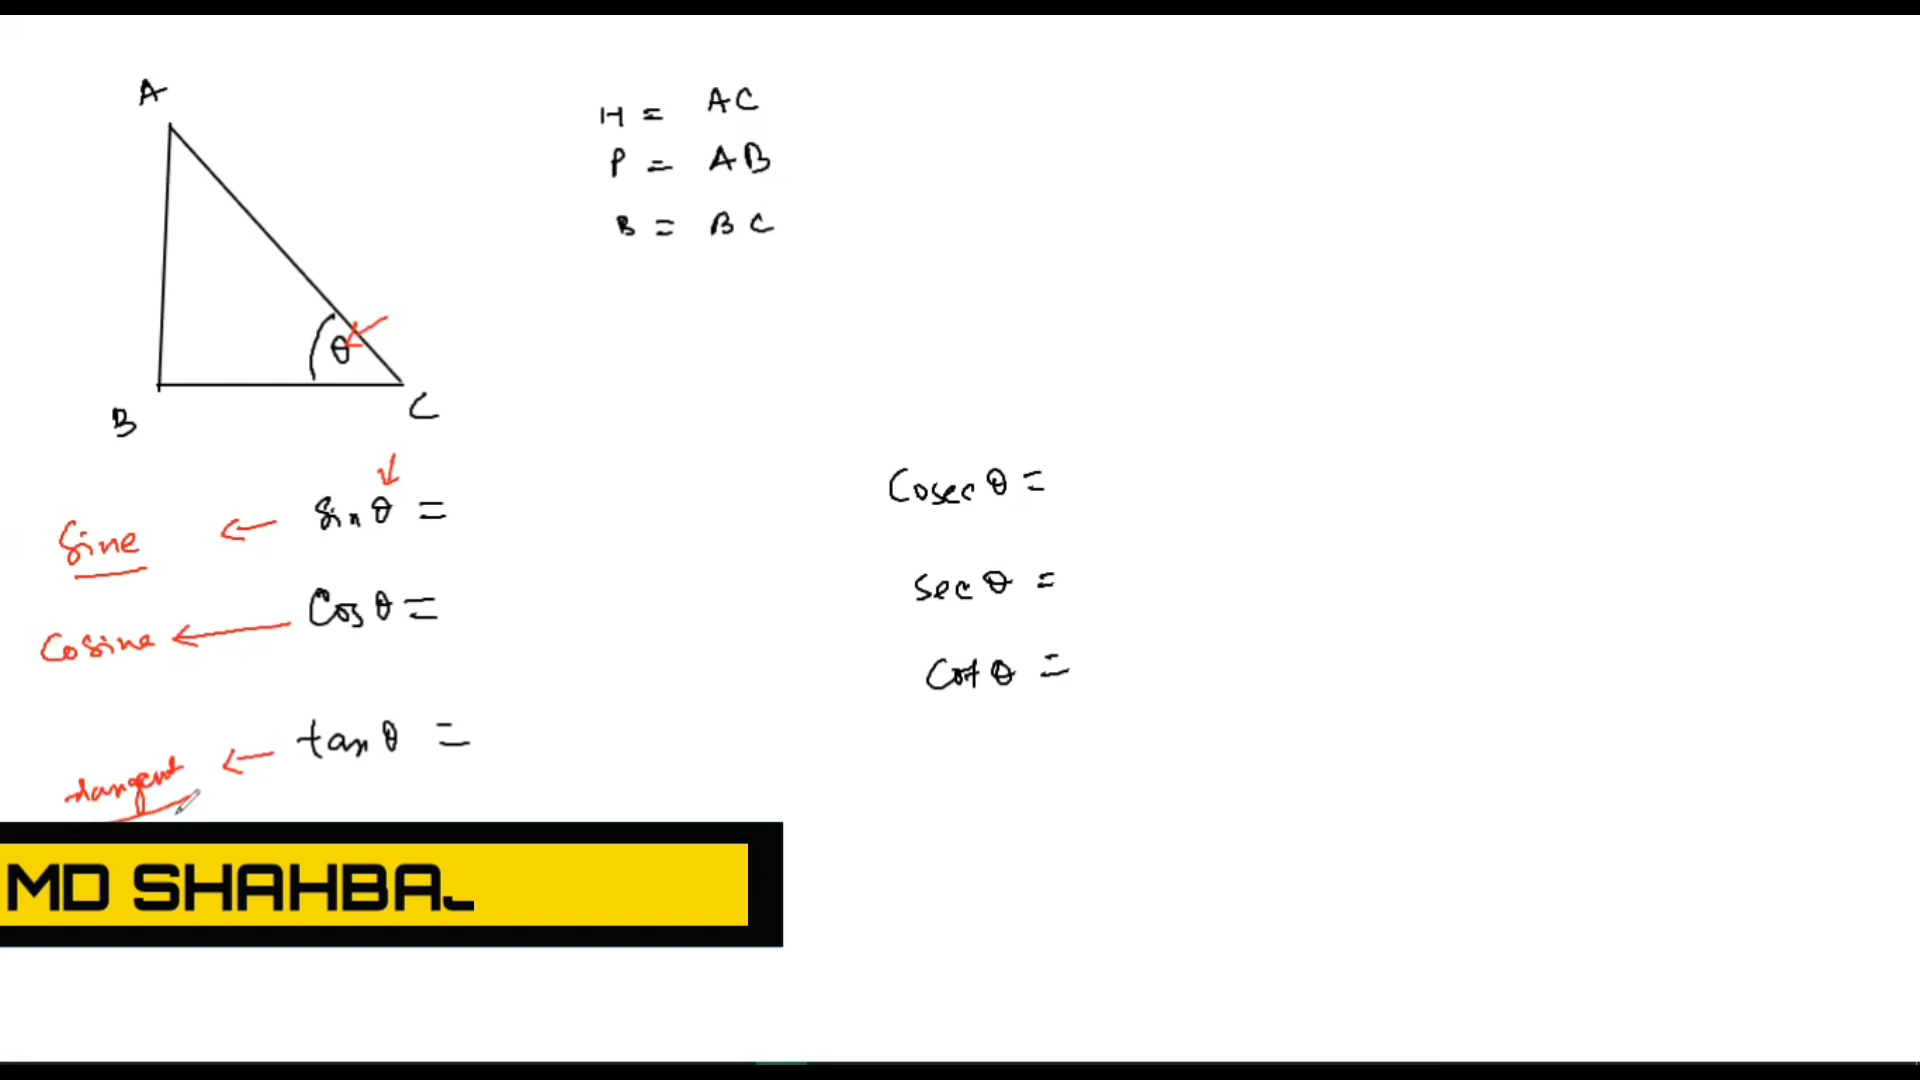 A
H = AC
P = AB
B = BC
θ
B
C
Sine ← sin θ =
Cosine ← Cos θ =
tangent ← tan θ =
Cosec θ =
sec θ =
Cot θ =
MD SHAHBA